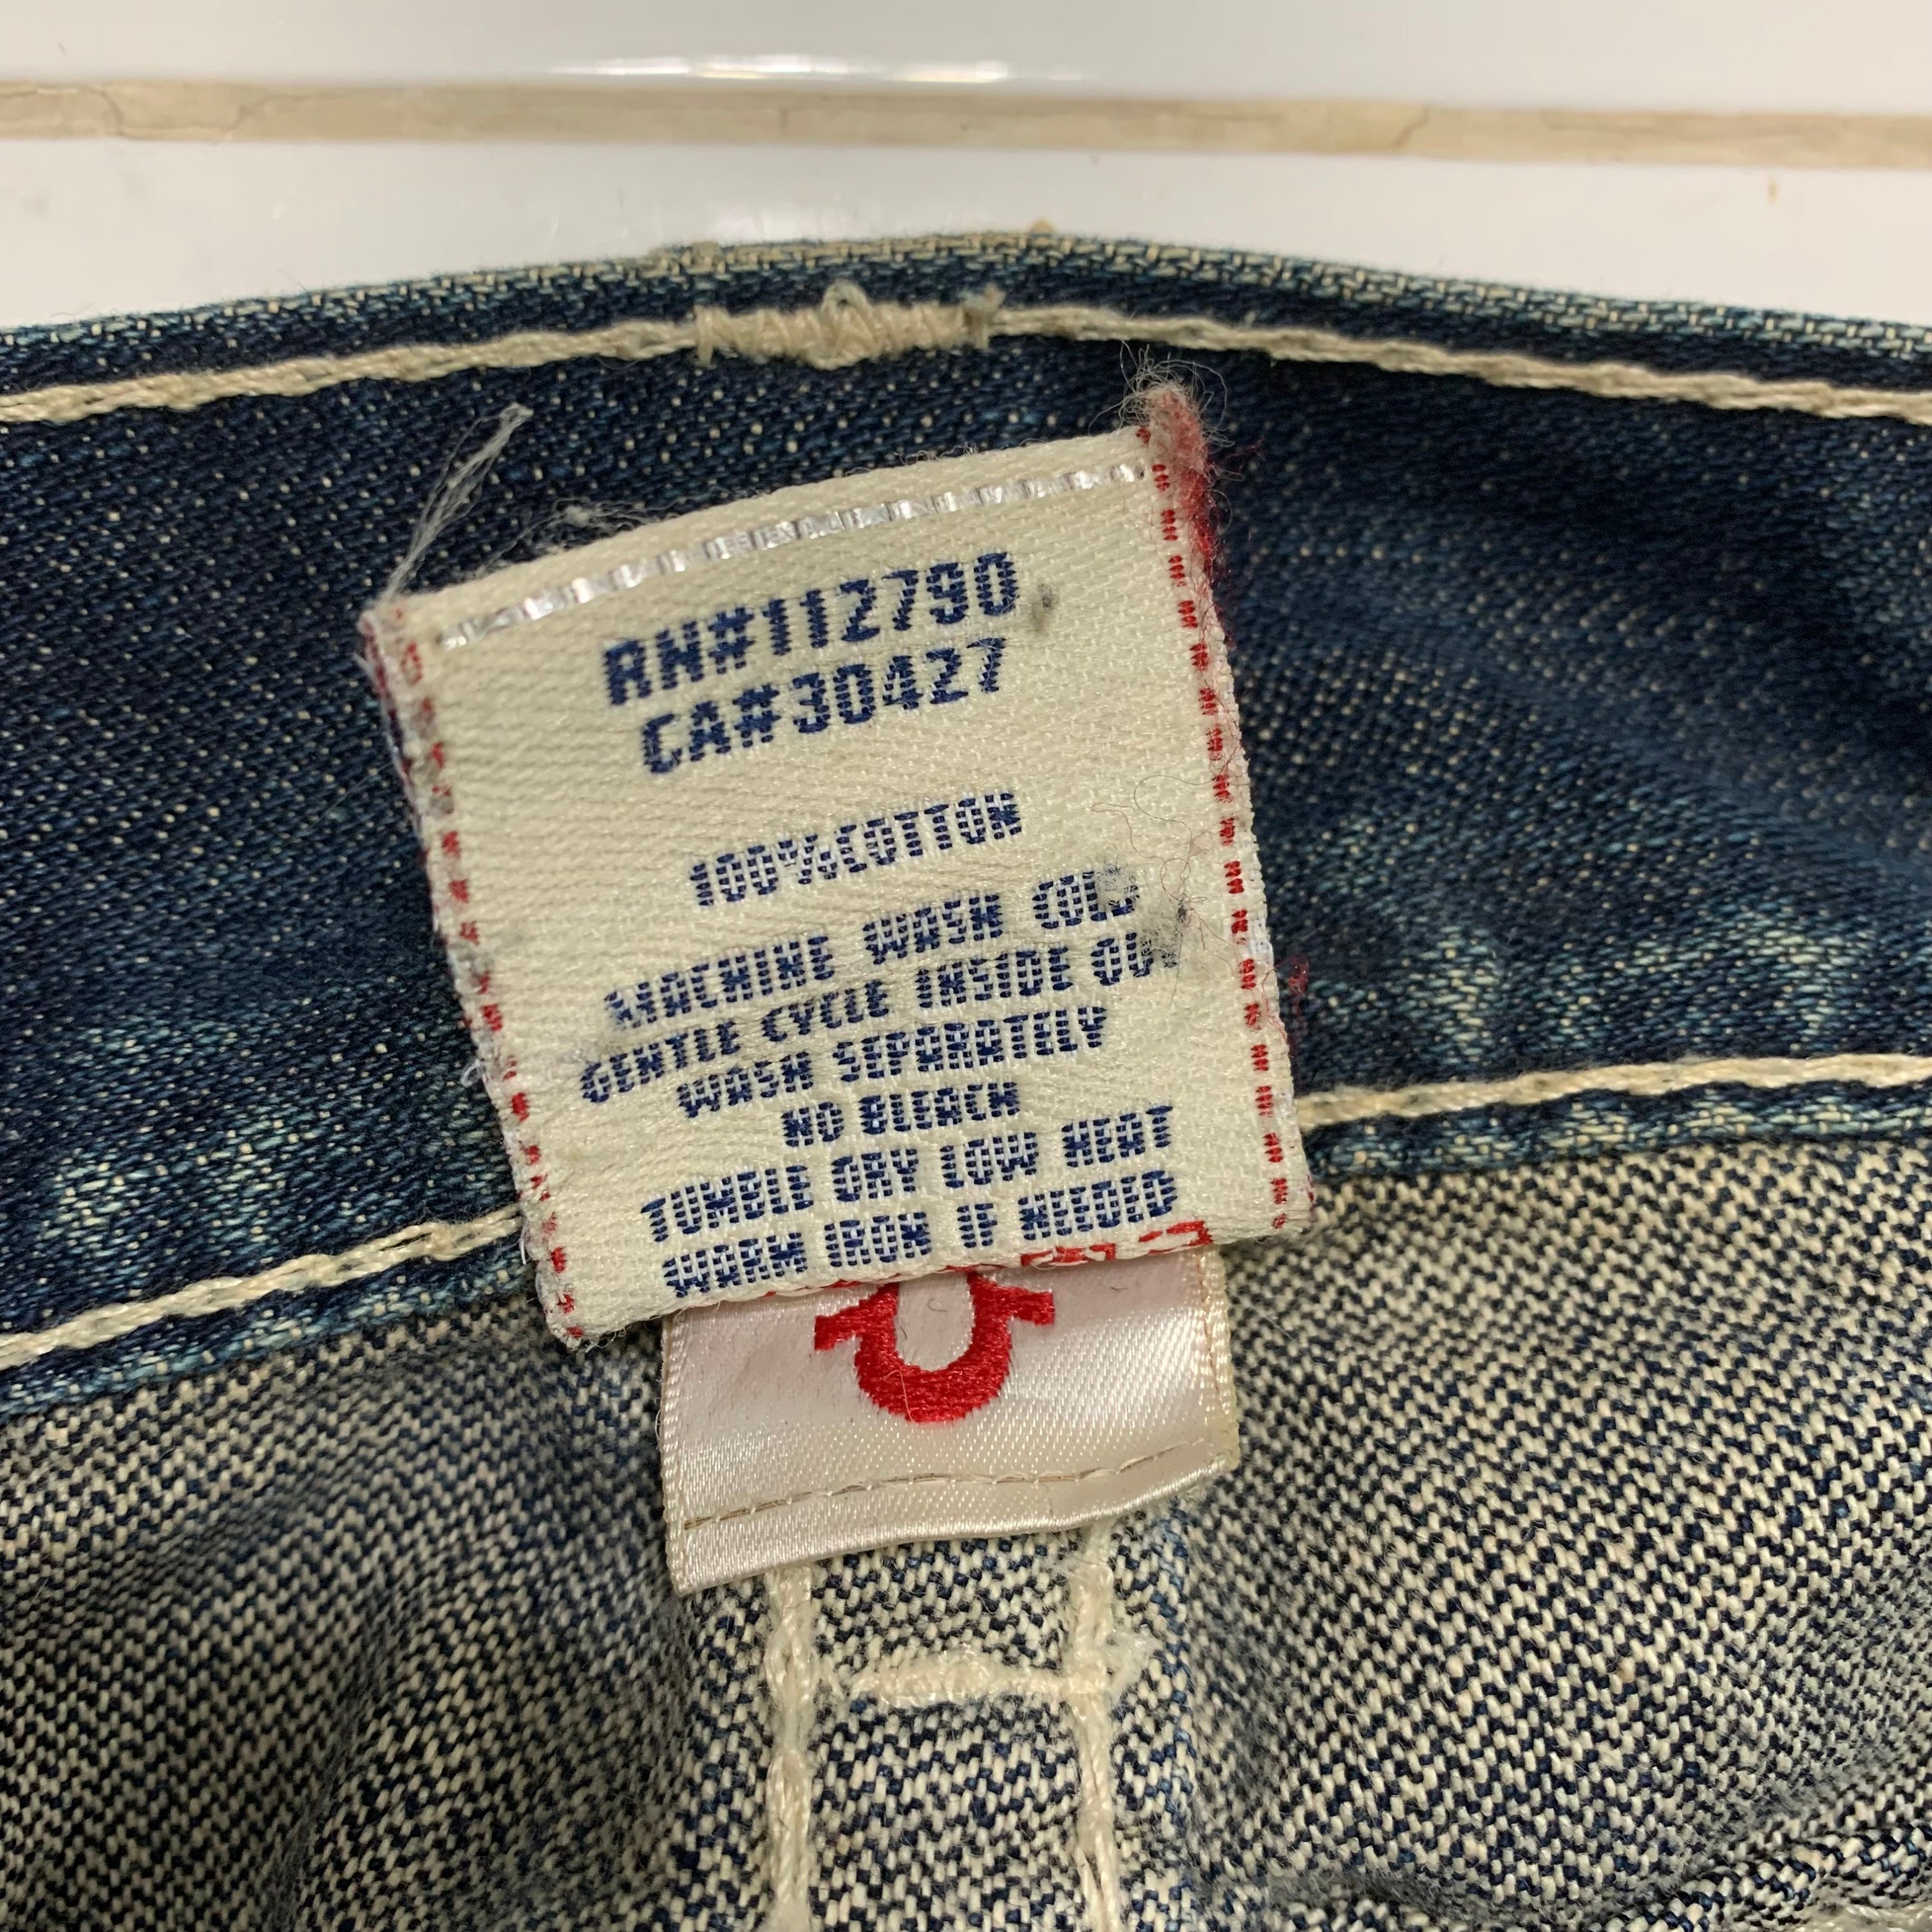 RN#112790
CA#30427
100%COTTON
MACHINE WASH COLD
GENTLE CYCLE INSIDE OUT
WASH SEPARATELY
NO BLEACH
TUMBLE DRY LOW HEAT
WARM IRON IF NEEDED